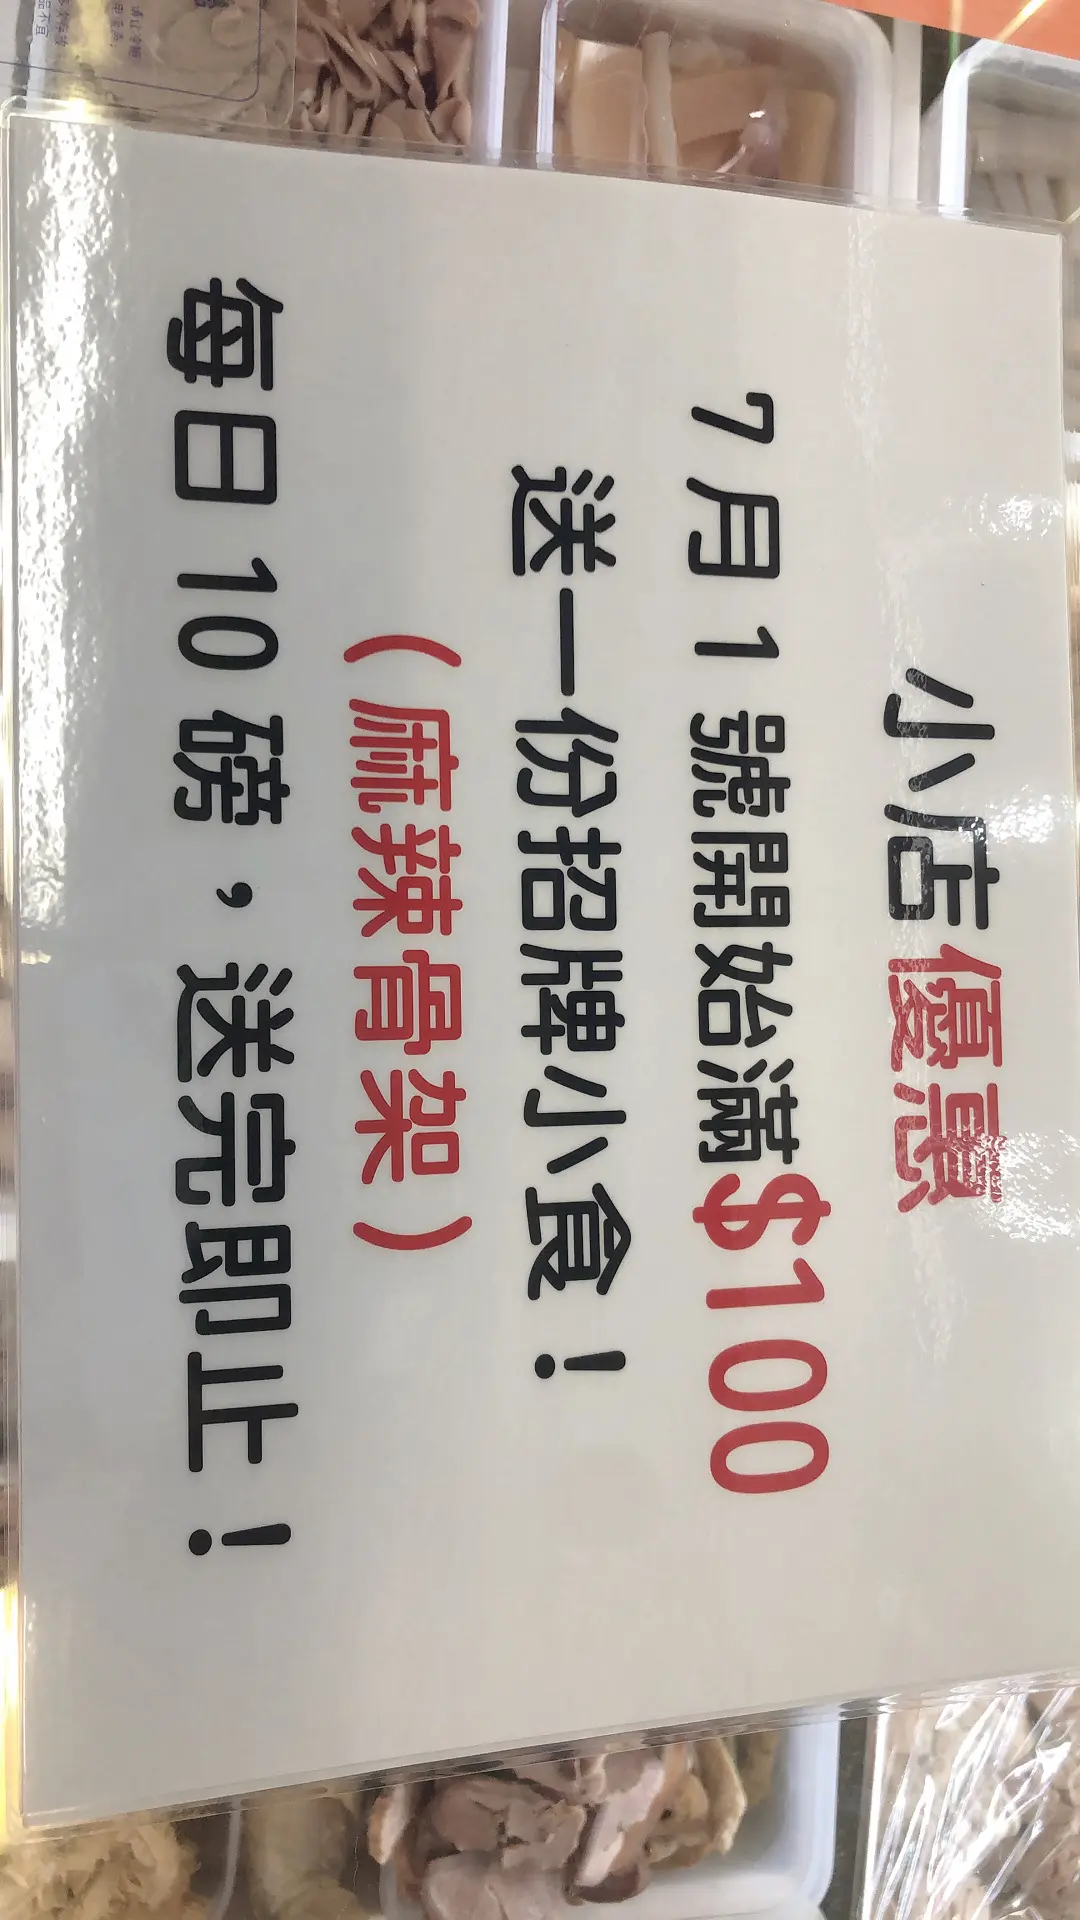 小店優惠
7月1號開始滿$100
送一份招牌小食！
（麻辣骨架）
每日10磅，送完即止！